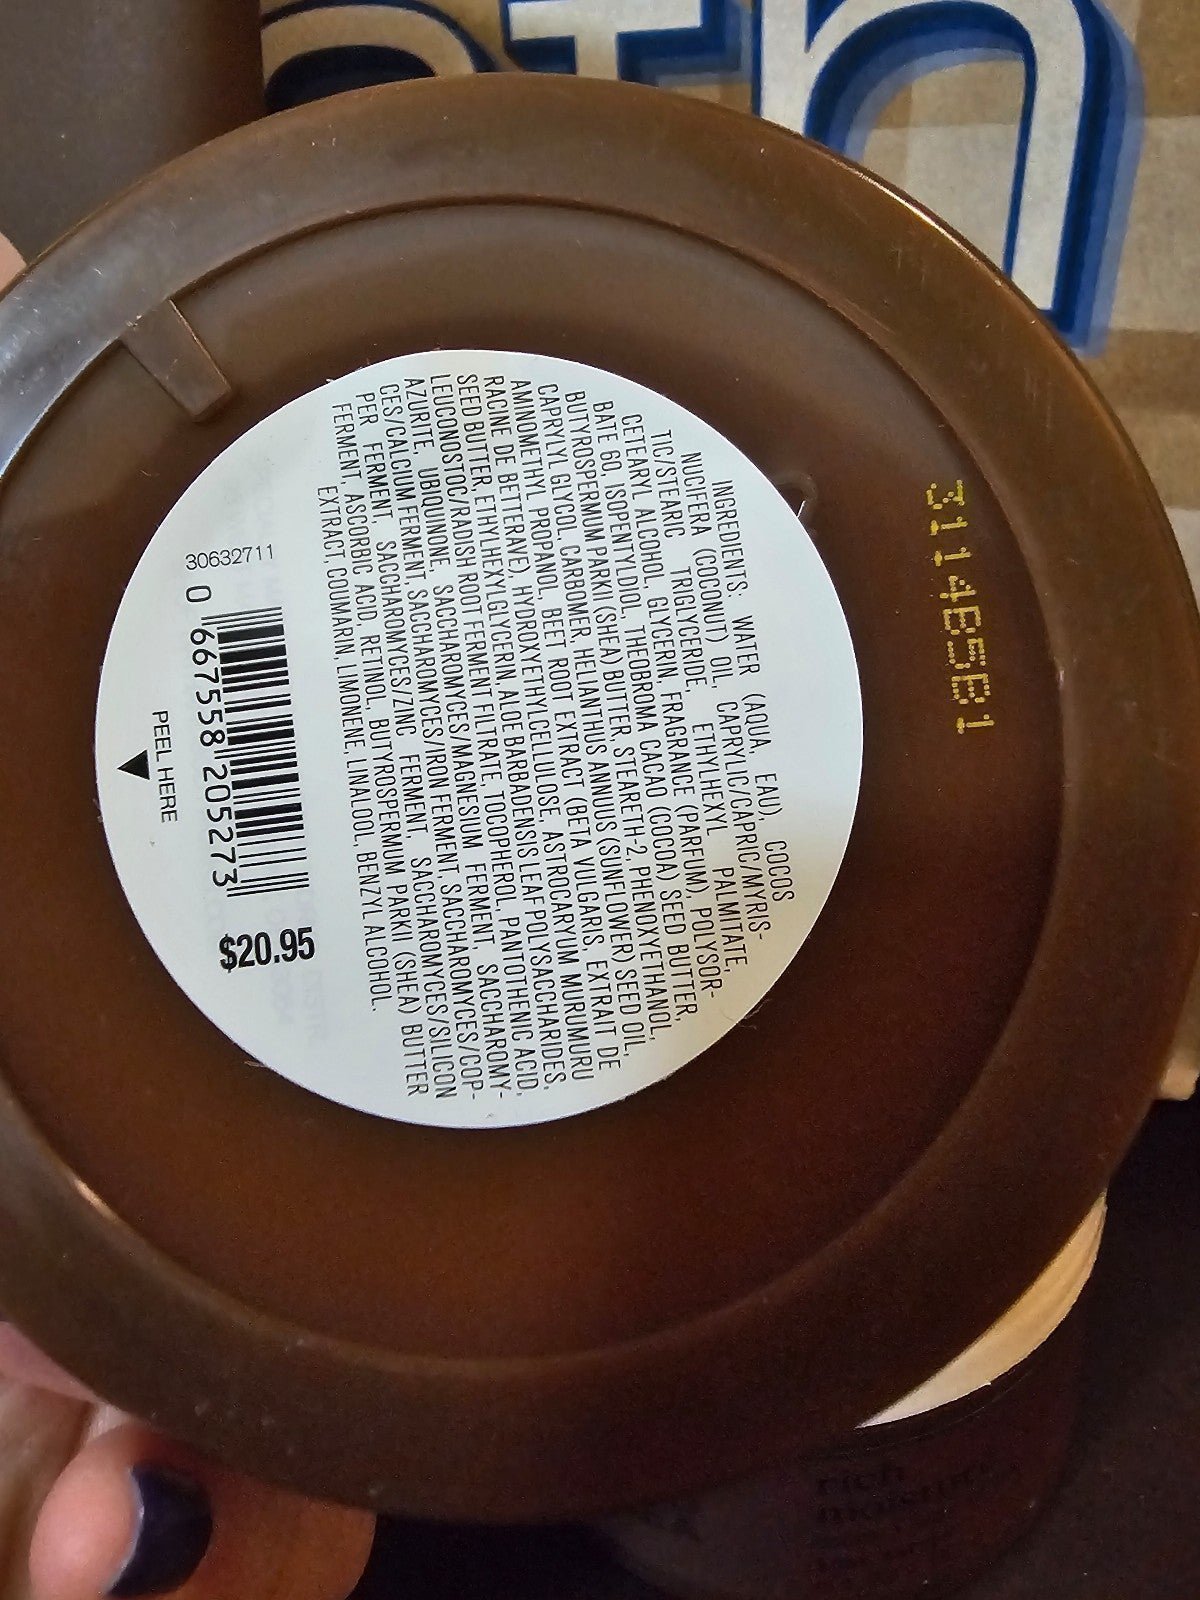 th
3114B5B1
INGREDIENTS: WATER (AQUA, EAU), COCOS
NUCIFERA (COCONUT) OIL, CAPRYLIC/CAPRIC/MYRIS-
TIC/STEARIC TRIGLYCERIDE, ETHYLHEXYL PALMITATE,
CETEARYL ALCOHOL, GLYCERIN, FRAGRANCE (PARFUM), POLYSOR-
BATE 60, ISOPENTYLDIOL, THEOBROMA CACAO (COCOA) SEED BUTTER,
BUTYROSPERMUM PARKII (SHEA) BUTTER, STEARETH-2, PHENOXYETHANOL,
CAPRYLYL GLYCOL, CARBOMER, HELIANTHUS ANNUUS (SUNFLOWER) SEED OIL,
AMINOMETHYL PROPANOL, BEET ROOT EXTRACT (BETA VULGARIS, EXTRAIT DE
RACINE DE BETTERAVE), HYDROXYETHYLCELLULOSE, ASTROCARYUM MURUMURU
SEED BUTTER, ETHYLHEXYLGLYCERIN, ALOE BARBADENSIS LEAF POLYSACCHARIDES,
LEUCONOSTOC/RADISH ROOT FERMENT FILTRATE, TOCOPHEROL, PANTOTHENIC ACID,
AZURITE, UBIQUINONE, SACCHAROMYCES/MAGNESIUM FERMENT, SACCHAROMY-
CES/CALCIUM FERMENT, SACCHAROMYCES/IRON FERMENT, SACCHAROMYCES/COP-
PER FERMENT, SACCHAROMYCES/ZINC FERMENT, SACCHAROMYCES/SILICON
FERMENT, ASCORBIC ACID, RETINOL, BUTYROSPERMUM PARKII (SHEA) BUTTER
EXTRACT, COUMARIN, LIMONENE, LINALOOL, BENZYL ALCOHOL.
30632711
0 667558 205273
$20.95
PEEL HERE
rich